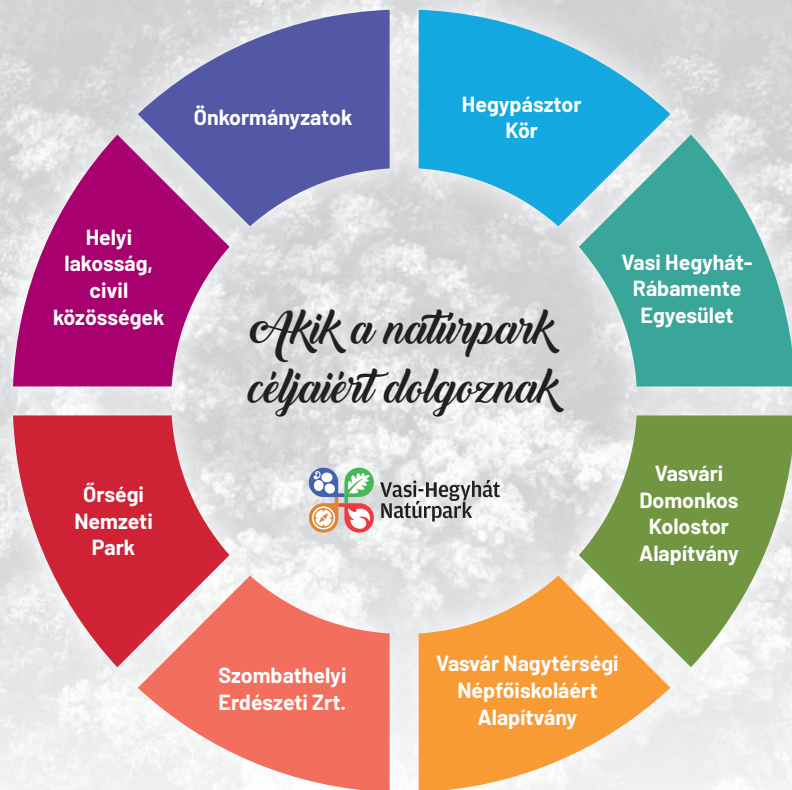 Akik a natúrpark
céljaiért dolgoznak
Vasi-Hegyhát
Natúrpark
Hegypásztor
Kör
Vasi Hegyhát-
Rábamente
Egyesület
Vasvári
Domonkos
Kolostor
Alapítvány
Vasvár Nagytérségi
Népfőiskoláért
Alapítvány
Szombathelyi
Erdészeti Zrt.
Őrségi
Nemzeti
Park
Helyi
lakosság,
civil
közösségek
Önkormányzatok